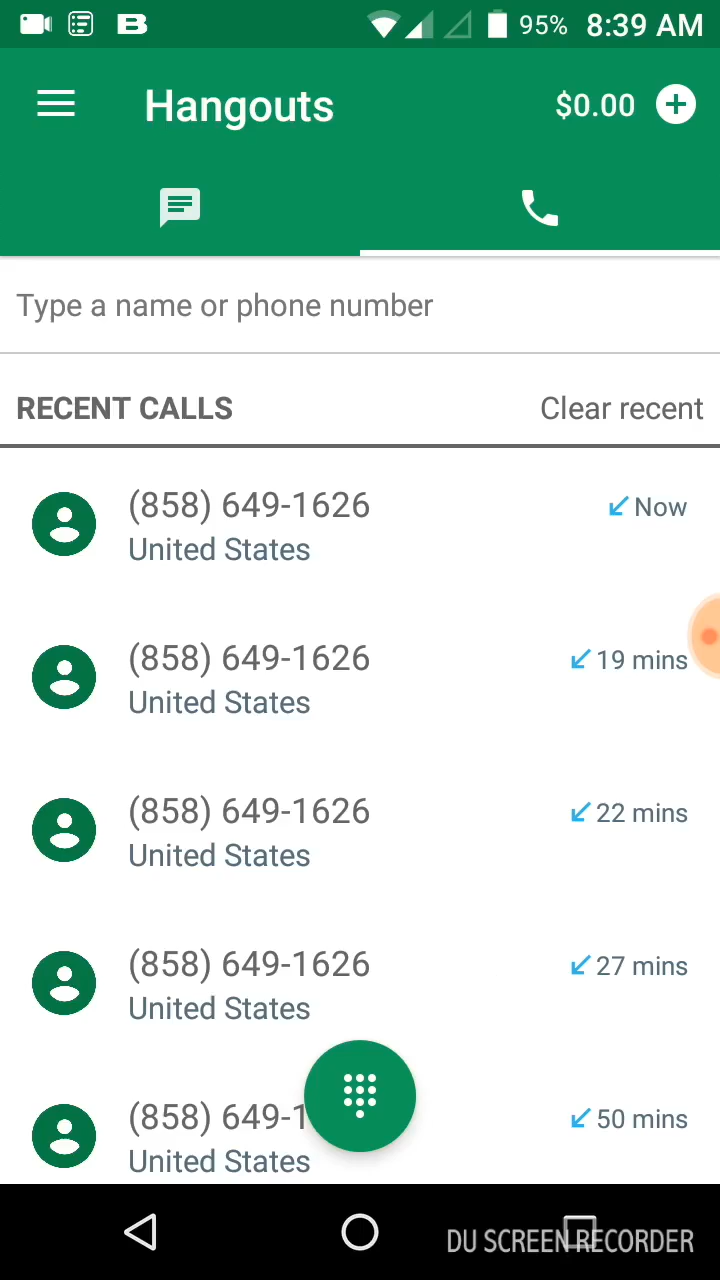 B 95% 8:39 AM
Hangouts $0.00
Type a name or phone number
RECENT CALLS Clear recent
(858) 649-1626 Now
United States
(858) 649-1626 19 mins
United States
(858) 649-1626 22 mins
United States
(858) 649-1626 27 mins
United States
(858) 649-1 50 mins
United States
DU SCREEN RECORDER